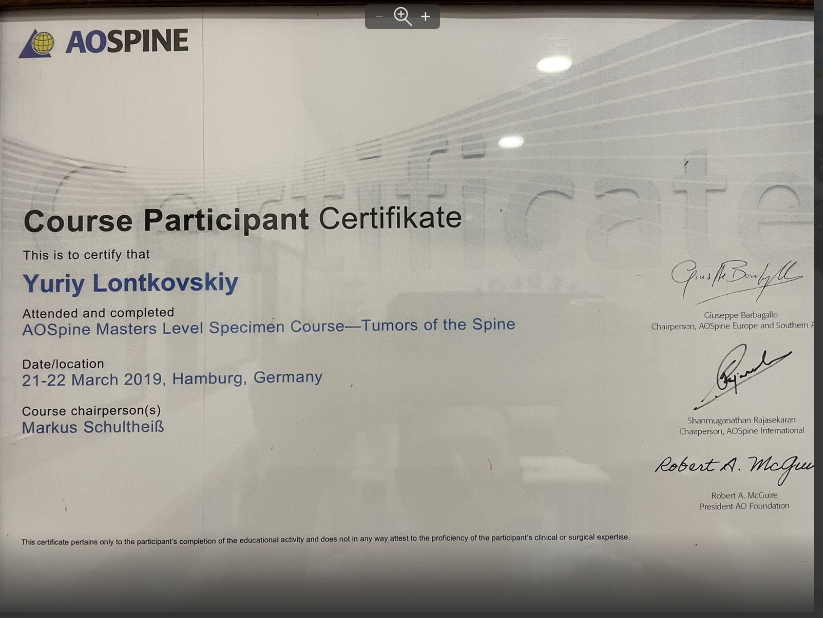 AOSPINE
Certificate
Course Participant Certifikate
This is to certify that
Yuriy Lontkovskiy
Attended and completed
AOSpine Masters Level Specimen Course—Tumors of the Spine
Date/location
21-22 March 2019, Hamburg, Germany
Course chairperson(s)
Markus Schultheiß
Giuseppe Barbagallo
Chairperson, AOSpine Europe and Southern A
Shanmuganathan Rajasekaran
Chairperson, AOSpine International
Robert A. McGui
Robert A. McGuire
President AO Foundation
This certificate pertains only to the participant's completion of the educational activity and does not in any way attest to the proficiency of the participant's clinical or surgical expertise.